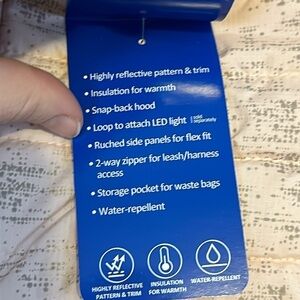 • Highly reflective pattern & trim
• Insulation for warmth
• Snap-back hood
• Loop to attach LED light | sold separately
• Ruched side panels for flex fit
• 2-way zipper for leash/harness
access
• Storage pocket for waste bags
• Water-repellent
HIGHLY REFLECTIVE
PATTERN & TRIM
INSULATION
FOR WARMTH
WATER-REPELLENT